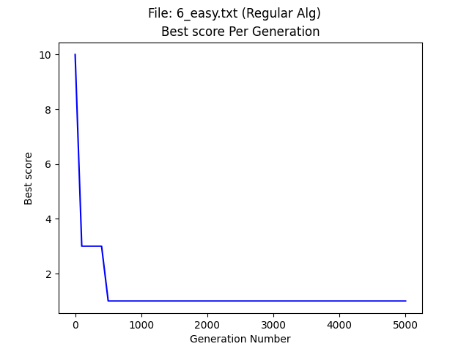 File: 6_easy.txt (Regular Alg)
Best score Per Generation
10
8
6
4
2
Best score
0
1000
2000
3000
4000
5000
Generation Number